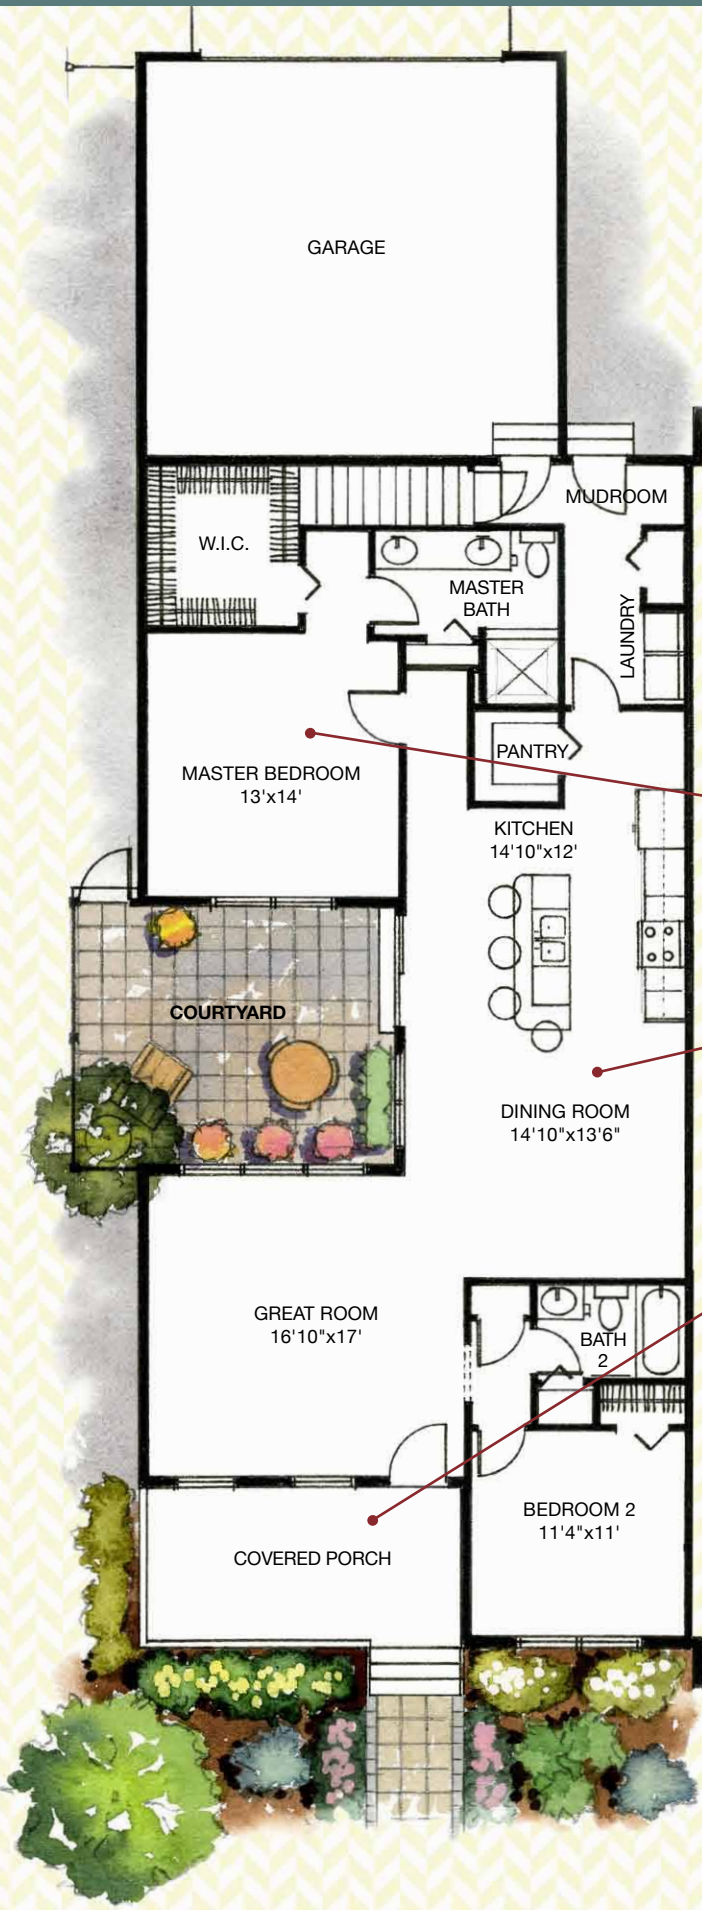 GARAGE
MUDROOM
W.I.C.
MASTER
BATH
LAUNDRY
PANTRY
MASTER BEDROOM
13'x14'
KITCHEN
14'10"x12'
COURTYARD
DINING ROOM
14'10"x13'6"
GREAT ROOM
16'10"x17'
BATH
2
BEDROOM 2
11'4"x11'
COVERED PORCH